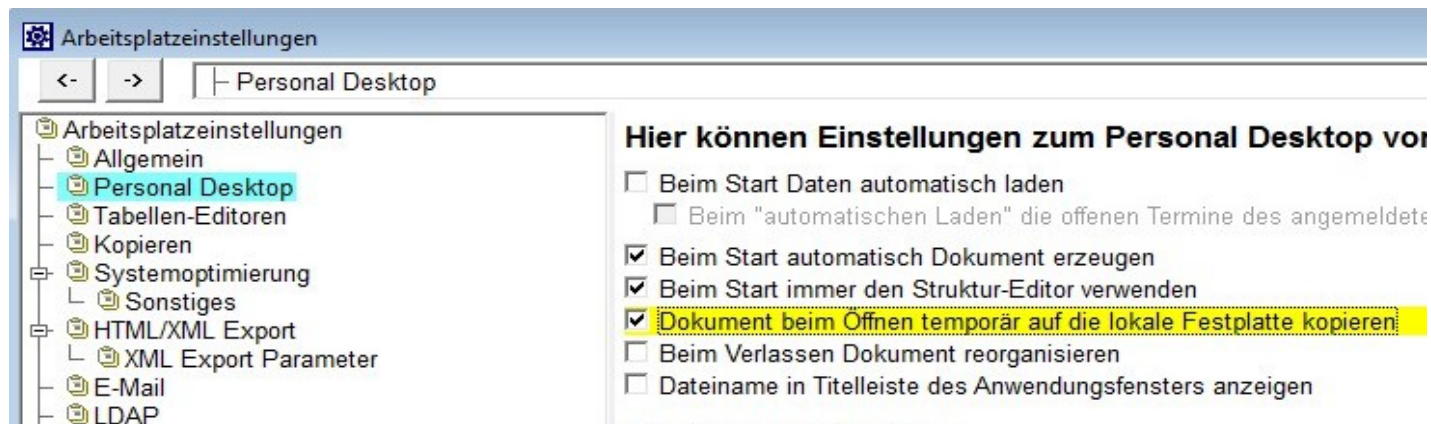 Arbeitsplatzeinstellungen
<- -> Personal Desktop
Arbeitsplatzeinstellungen
Allgemein
Personal Desktop
Tabellen-Editoren
Kopieren
Systemoptimierung
Sonstiges
HTML/XML Export
XML Export Parameter
E-Mail
LDAP
Hier können Einstellungen zum Personal Desktop vor
Beim Start Daten automatisch laden
Beim "automatischen Laden" die offenen Termine des angemeldete
Beim Start automatisch Dokument erzeugen
Beim Start immer den Struktur-Editor verwenden
Dokument beim Öffnen temporär auf die lokale Festplatte kopieren
Beim Verlassen Dokument reorganisieren
Dateiname in Titelleiste des Anwendungsfensters anzeigen